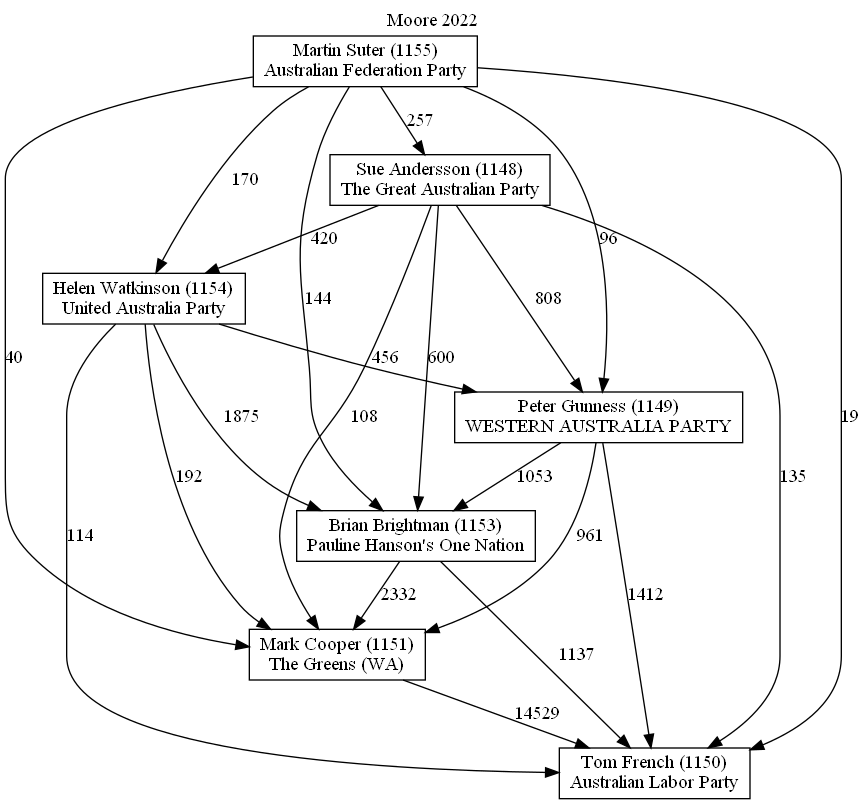 Moore 2022
Martin Suter (1155)
Australian Federation Party
257
Sue Andersson (1148)
The Great Australian Party
170
420
96
Helen Watkinson (1154)
United Australia Party
144
808
40
456
600
19
Peter Gunness (1149)
WESTERN AUSTRALIA PARTY
1875
108
192
1053
135
Brian Brightman (1153)
Pauline Hanson's One Nation
114
961
2332
1412
Mark Cooper (1151)
The Greens (WA)
1137
14529
Tom French (1150)
Australian Labor Party